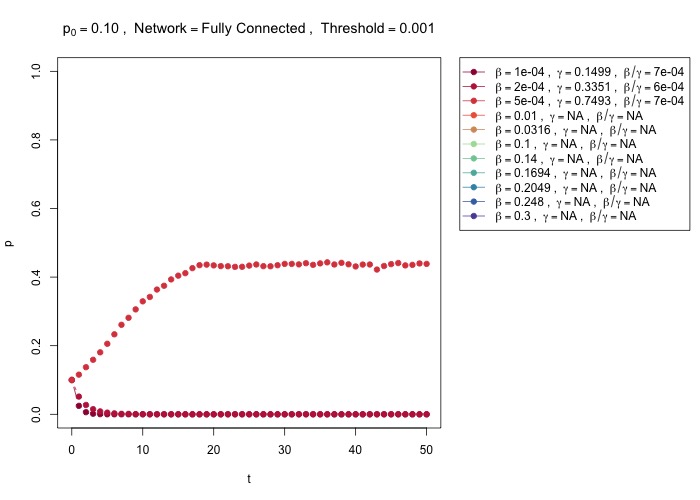 p0 = 0.10 , Network = Fully Connected , Threshold = 0.001
β = 1e-04 , γ = 0.1499 , β/γ = 7e-04
β = 2e-04 , γ = 0.3351 , β/γ = 6e-04
β = 5e-04 , γ = 0.7493 , β/γ = 7e-04
β = 0.01 , γ = NA , β/γ = NA
β = 0.0316 , γ = NA , β/γ = NA
β = 0.1 , γ = NA , β/γ = NA
β = 0.14 , γ = NA , β/γ = NA
β = 0.1694 , γ = NA , β/γ = NA
β = 0.2049 , γ = NA , β/γ = NA
β = 0.248 , γ = NA , β/γ = NA
β = 0.3 , γ = NA , β/γ = NA
1.0
0.8
0.6
0.4
0.2
0.0
p
0 10 20 30 40 50
t